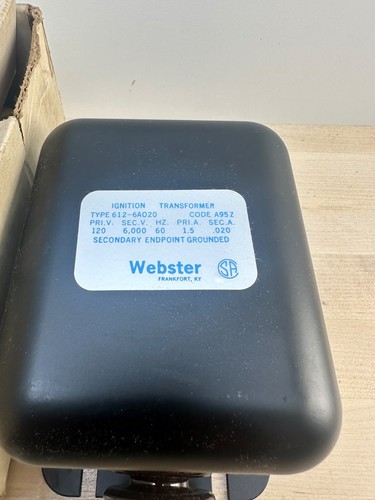 IGNITION TRANSFORMER
TYPE 612-6A020 CODE A95Z
PRI.V. SEC.V. HZ. PRI.A. SEC.A.
120 6,000 60 1.5 .020
SECONDARY ENDPOINT GROUNDED
Webster
FRANKFORT, KY